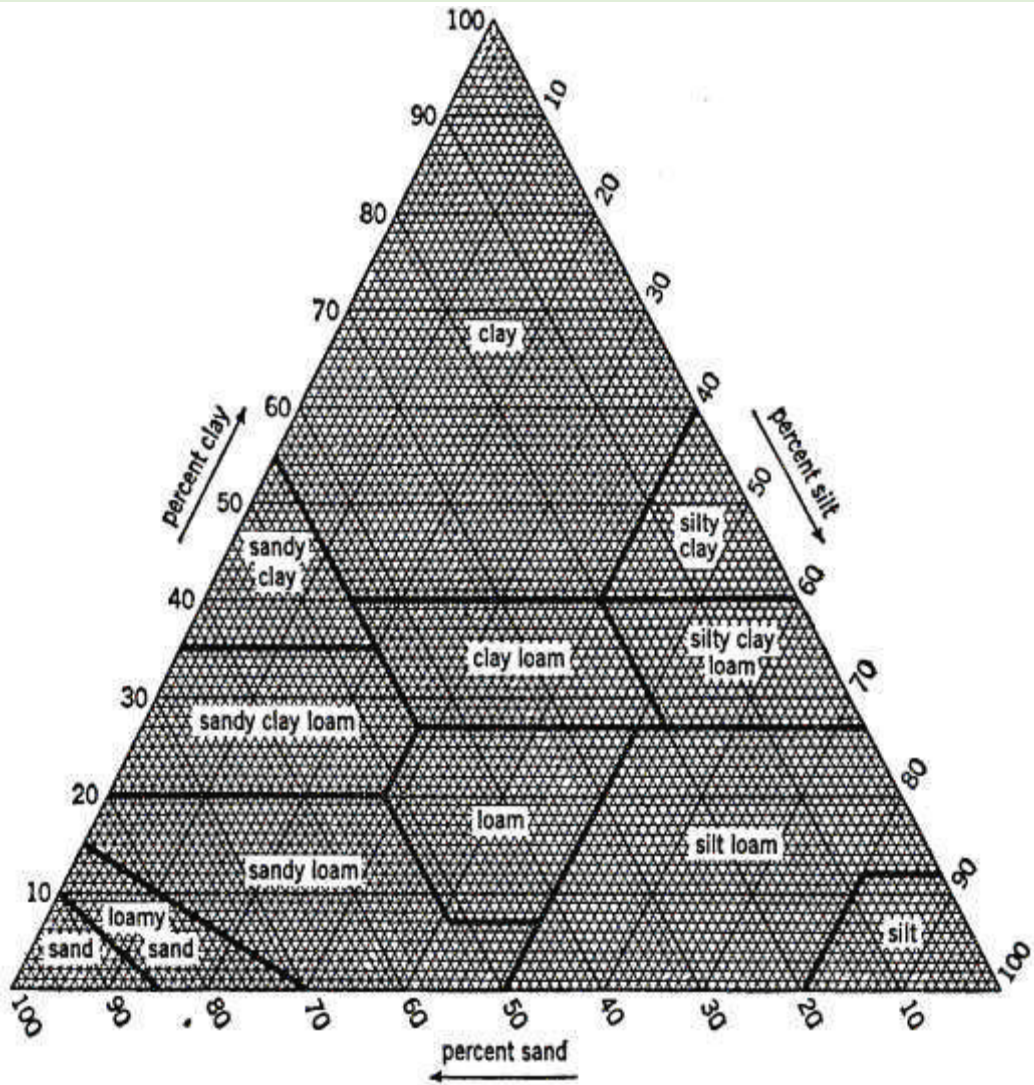 100
10
90
20
80
30
70
clay
40
60
percent clay
percent silt
50
50
silty
clay
sandy
clay
60
40
silty clay
loam
clay loam
70
30
sandy clay loam
80
20
loam
silt loam
sandy loam
90
10
loamy
sand
sand
silt
100
100
90
80
70
60
50
40
30
20
10
percent sand